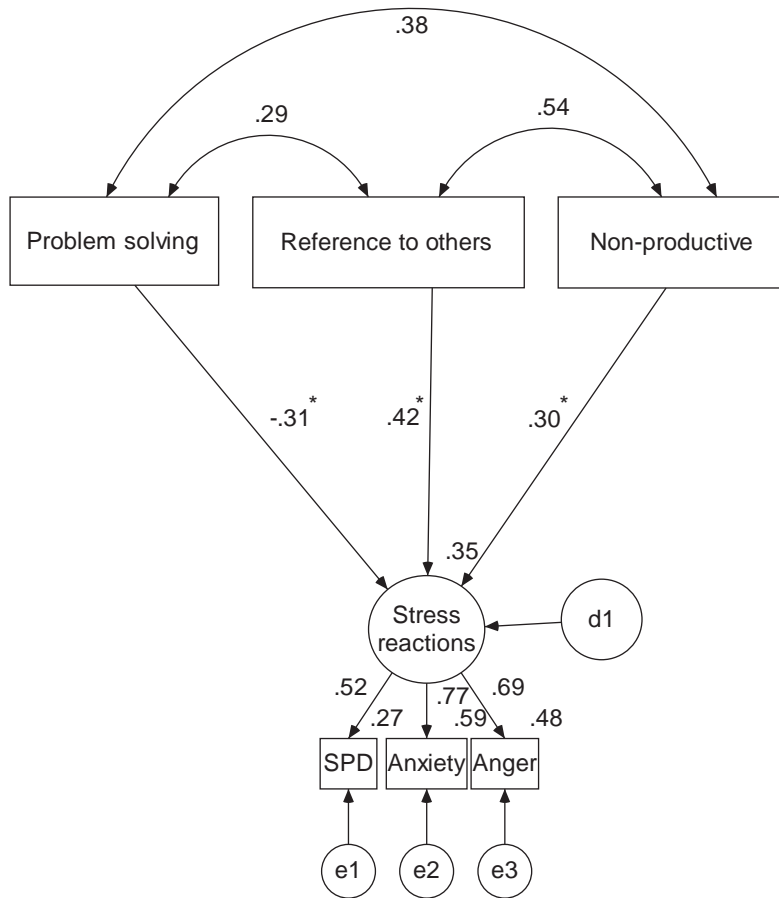 .38
.29
.54
Problem solving
Reference to others
Non-productive
-.31*
.42*
.30*
.35
Stress
reactions
d1
.52
.77
.69
.27
.59
.48
SPD
Anxiety
Anger
e1
e2
e3